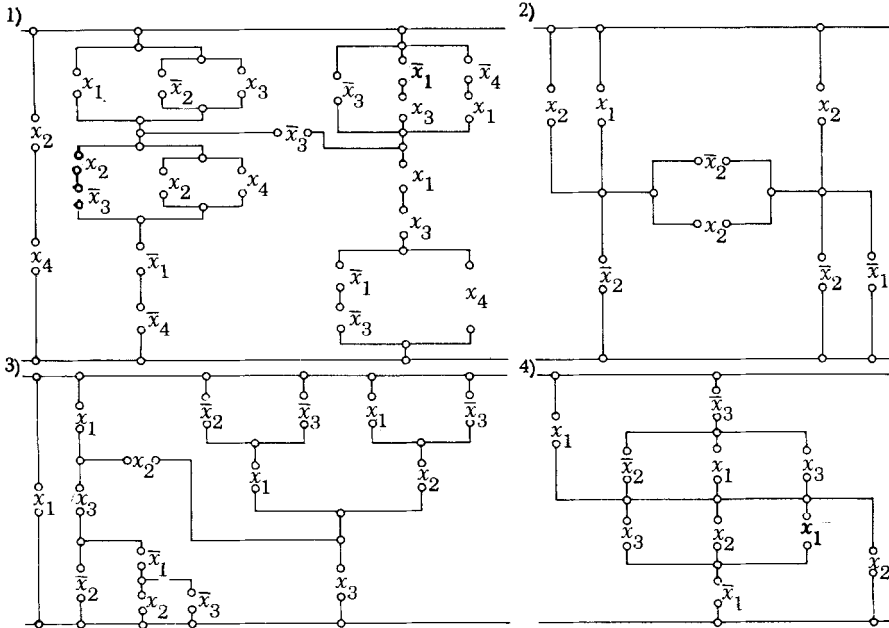 1)
x̄₁ x̄₄
x₁ x̄₂ x₃ x̄₃
x₃ x₁
x₂ x̄₃
x₂ x₂ x₄ x₁
x̄₃
x₃
x₄ x̄₁ x̄₁
x₄
x̄₄ x̄₃
2)
x₂ x₁ x₂
x̄₂
x₂
x̄₂ x̄₂ x̄₁
3)
x₁ x̄₂ x̄₃ x₁ x̄₃
x₂
x₁ x₂
x₁ x₃
x̄₁
x̄₂ x₃
x₂ x̄₃
4)
x̄₃
x₁
x̄₂ x₁ x₃
x₃ x₂ x₁
x₂
x̄₁